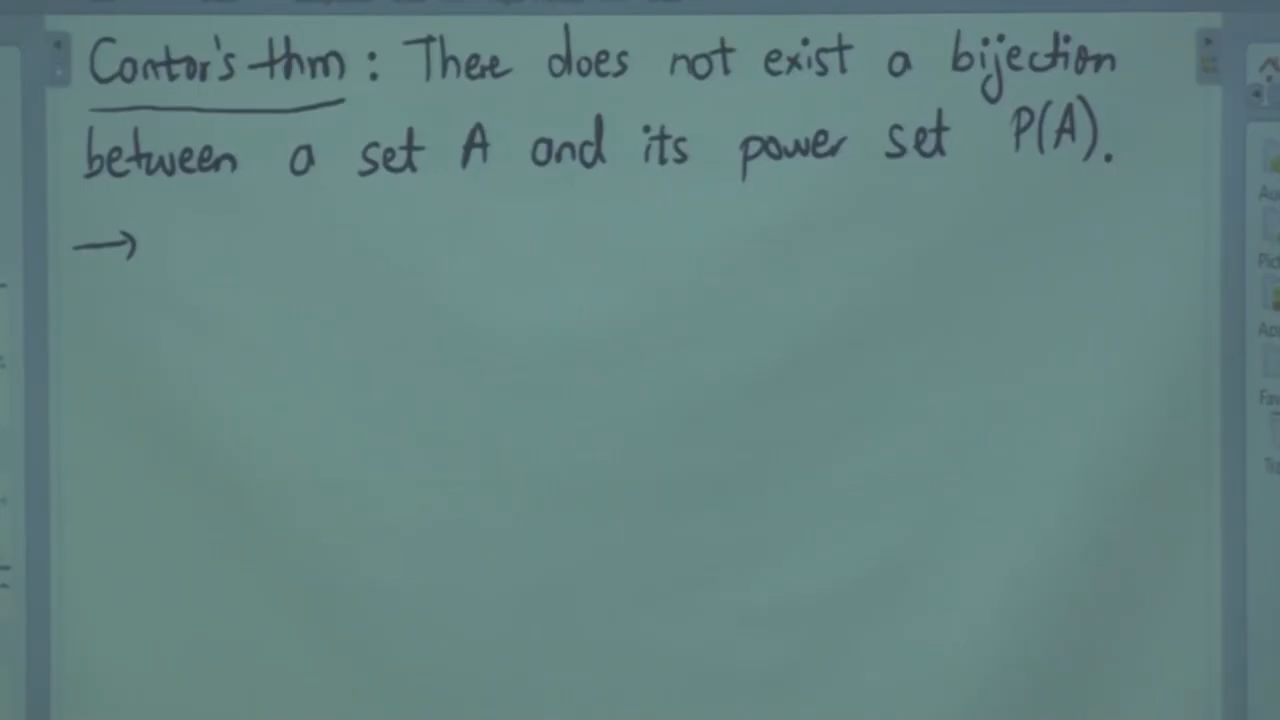 Cantor's thm : There does not exist a bijection
between a set A and its power set P(A).
→